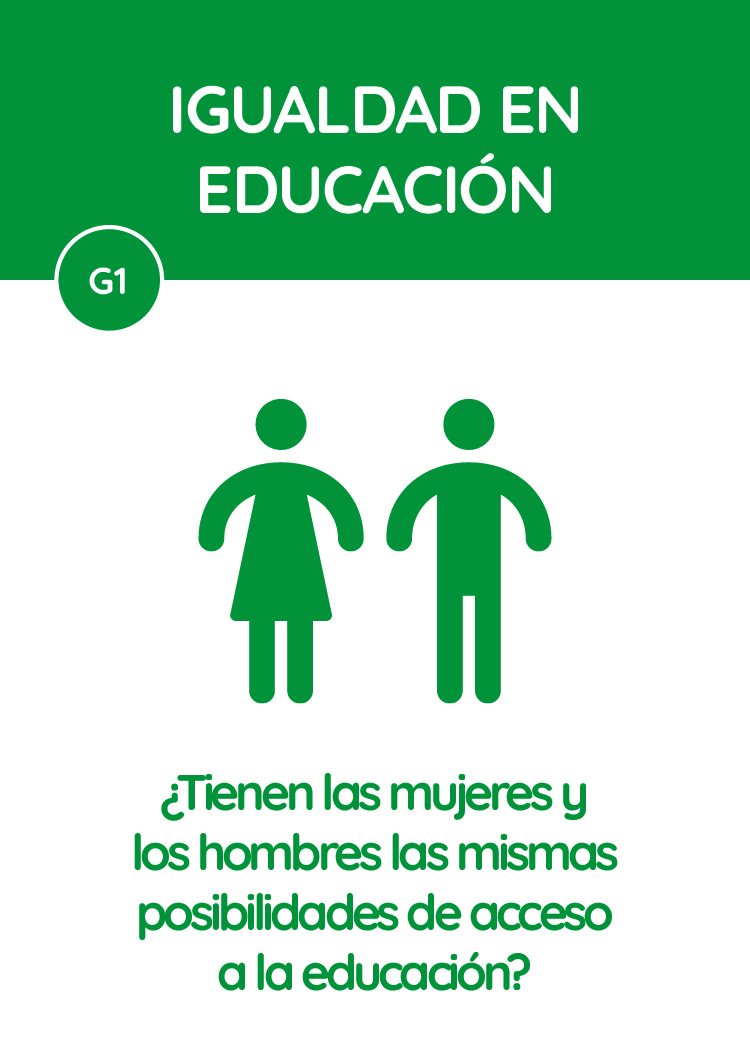 IGUALDAD EN
EDUCACIÓN
G1
¿Tienen las mujeres y
los hombres las mismas
posibilidades de acceso
a la educación?